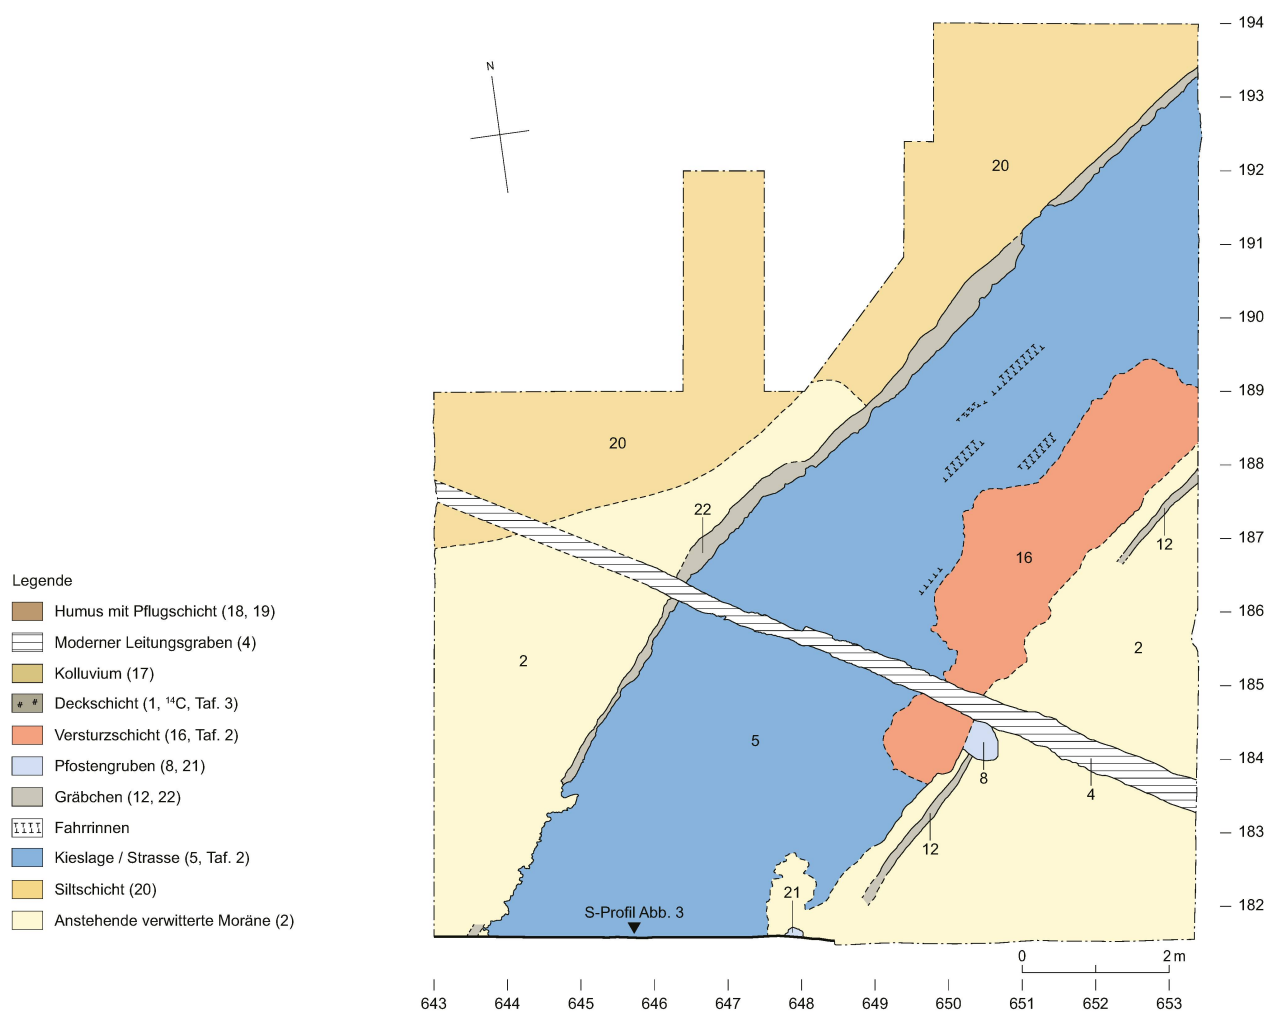 194
N
193
20
192
191
190
189
20
188
22
187
12
16
Legende
186
Humus mit Pflugschicht (18, 19)
Moderner Leitungsgraben (4)
2
2
Kolluvium (17)
185
Deckschicht (1, ¹⁴C, Taf. 3)
Versturzschicht (16, Taf. 2)
5
184
Pfostengruben (8, 21)
8
4
Gräbchen (12, 22)
Fahrrinnen
183
12
Kieslage / Strasse (5, Taf. 2)
Siltschicht (20)
21
182
S-Profil Abb. 3
Anstehende verwitterte Moräne (2)
0 2 m
643 644 645 646 647 648 649 650 651 652 653